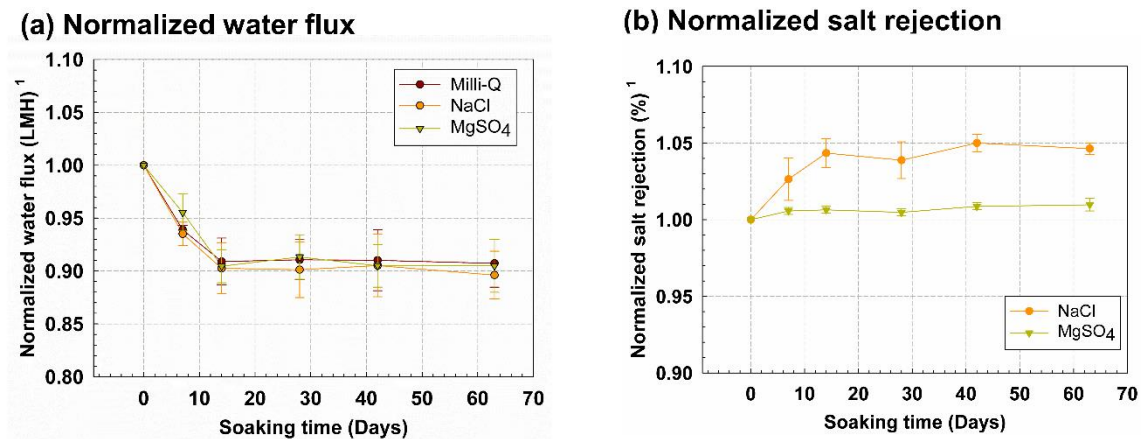 (a) Normalized water flux
Normalized water flux (LMH) ¹
1.10
1.05
1.00
0.95
0.90
0.85
0.80
Milli-Q
NaCl
MgSO₄
0 10 20 30 40 50 60 70
Soaking time (Days)
(b) Normalized salt rejection
Normalized salt rejection (%) ¹
1.10
1.05
1.00
0.95
0.90
NaCl
MgSO₄
0 10 20 30 40 50 60 70
Soaking time (Days)